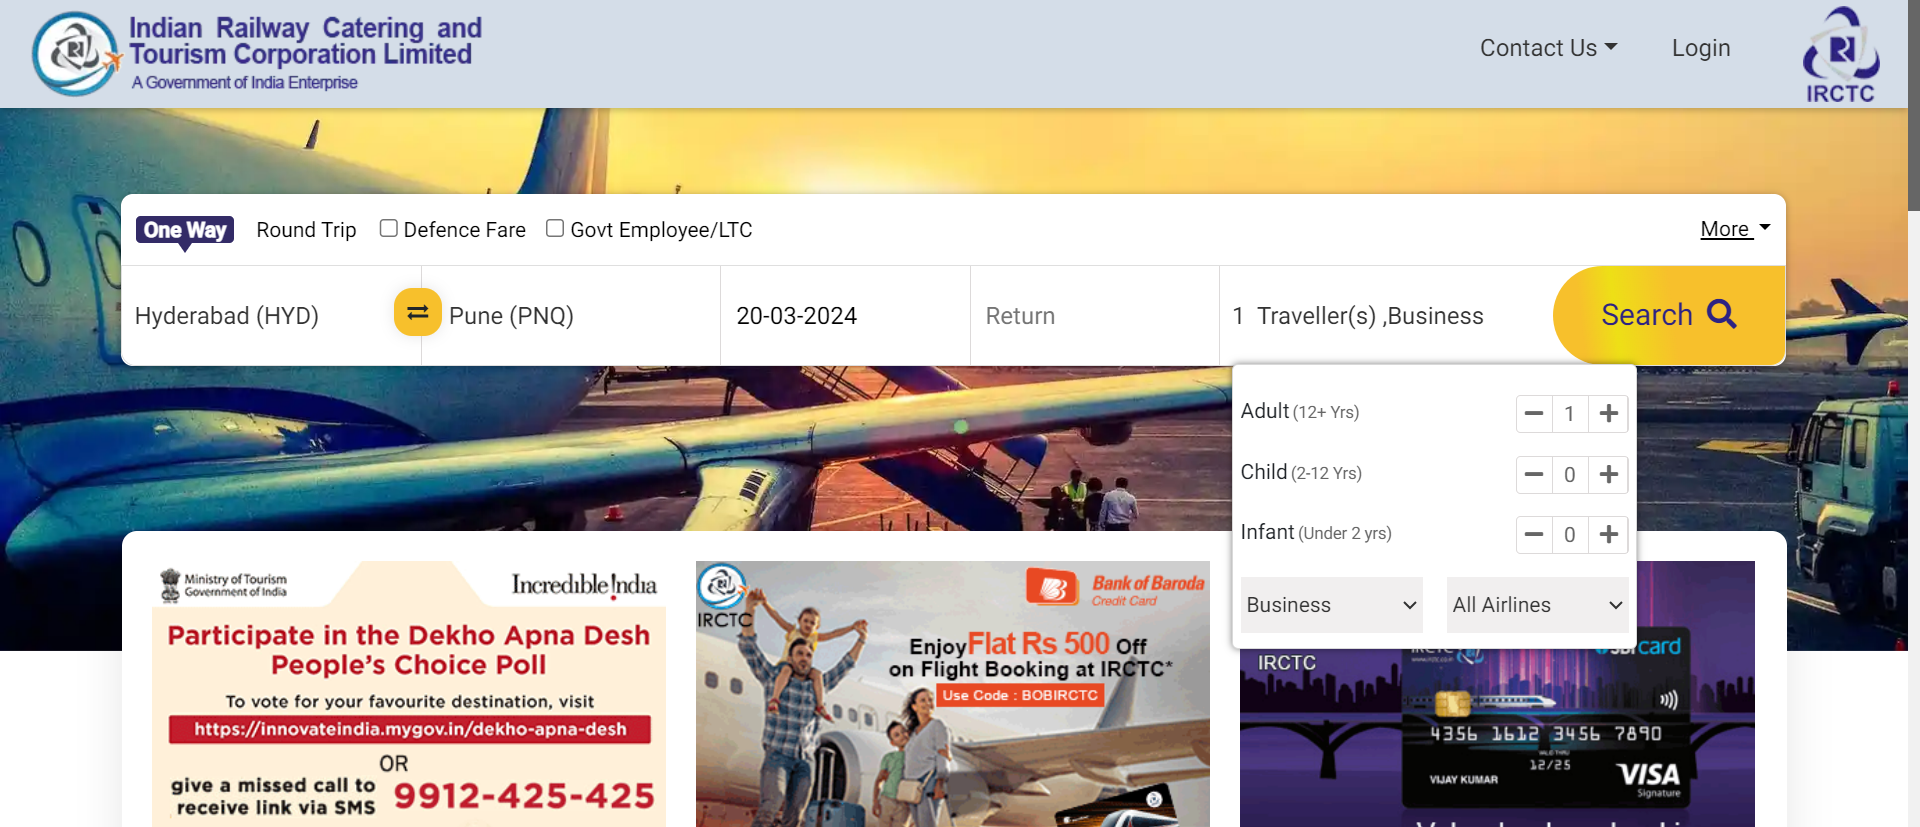 Indian Railway Catering and
Tourism Corporation Limited
A Government of India Enterprise
Contact Us
Login
IRCTC
One Way
Round Trip
Defence Fare
Govt Employee/LTC
More
Hyderabad (HYD)
Pune (PNQ)
20-03-2024
Return
1 Traveller(s) ,Business
Search
Adult (12+ Yrs)
1
Child (2-12 Yrs)
0
Infant (Under 2 yrs)
0
Business
All Airlines
Ministry of Tourism
Government of India
Incredible !ndia
Participate in the Dekho Apna Desh
People's Choice Poll
To vote for your favourite destination, visit
https://innovateindia.mygov.in/dekho-apna-desh
OR
give a missed call to
receive link via SMS
9912-425-425
IRCTC
Bank of Baroda
Credit Card
Enjoy Flat Rs 500 Off
on Flight Booking at IRCTC*
Use Code : BOBIRCTC
IRCTC
SBI card
4356 1612 3456 7890
VALID THRU
12/25
VIJAY KUMAR
VISA
Signature